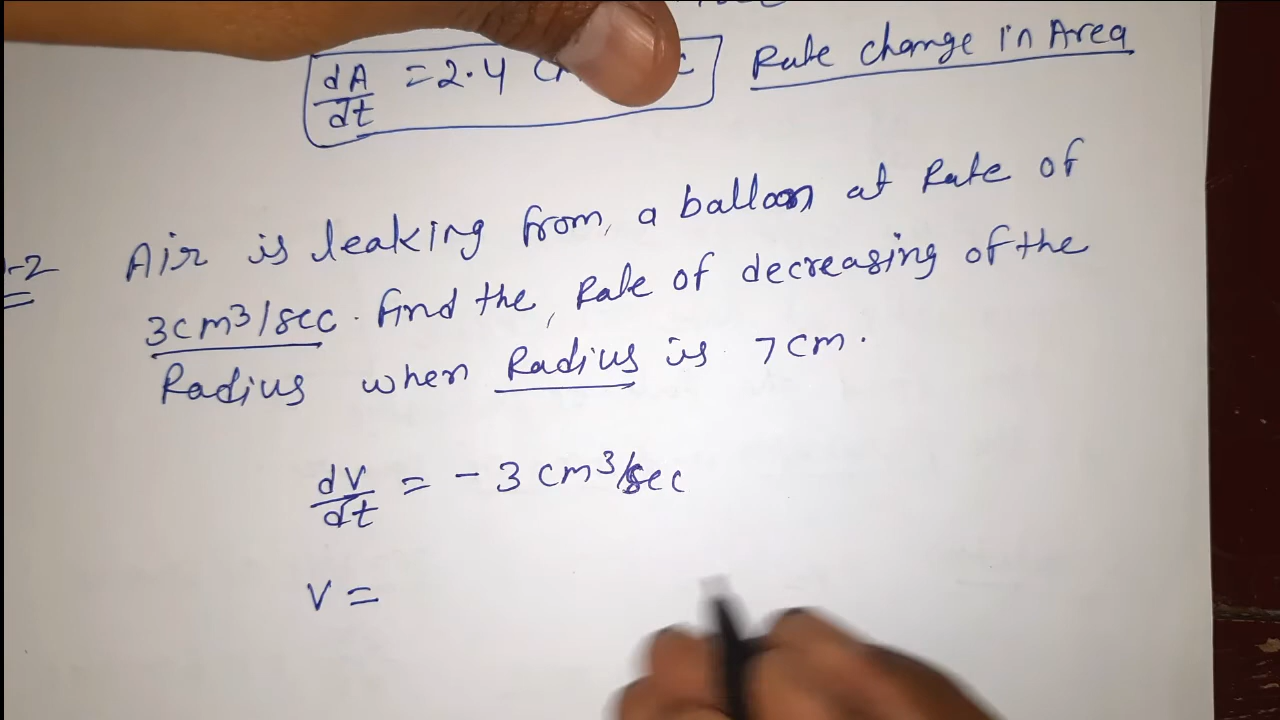 dA/dt = 2.4 Rate change in Area
Air is leaking from a balloon at Rate of
3cm³/sec. find the Rate of decreasing of the
Radius when Radius is 7cm.
dV/dt = - 3 cm³/sec
V =